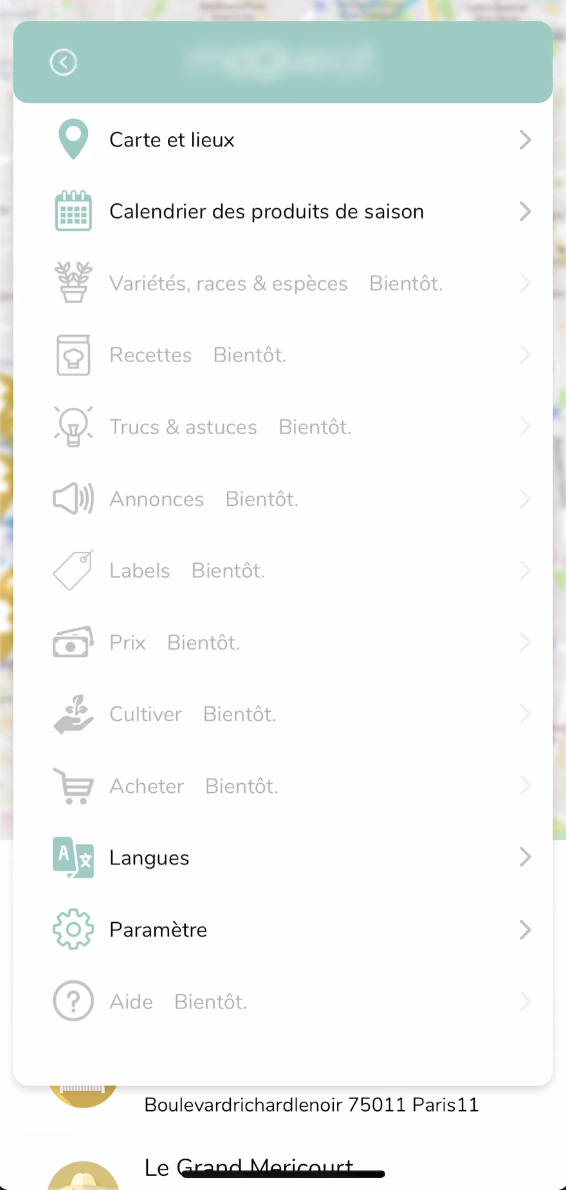 Carte et lieux
Calendrier des produits de saison
Variétés, races & espèces Bientôt.
Recettes Bientôt.
Trucs & astuces Bientôt.
Annonces Bientôt.
Labels Bientôt.
Prix Bientôt.
Cultiver Bientôt.
Acheter Bientôt.
Langues
Paramètre
Aide Bientôt.
Boulevardrichardlenoir 75011 Paris11
Le Grand Mericourt